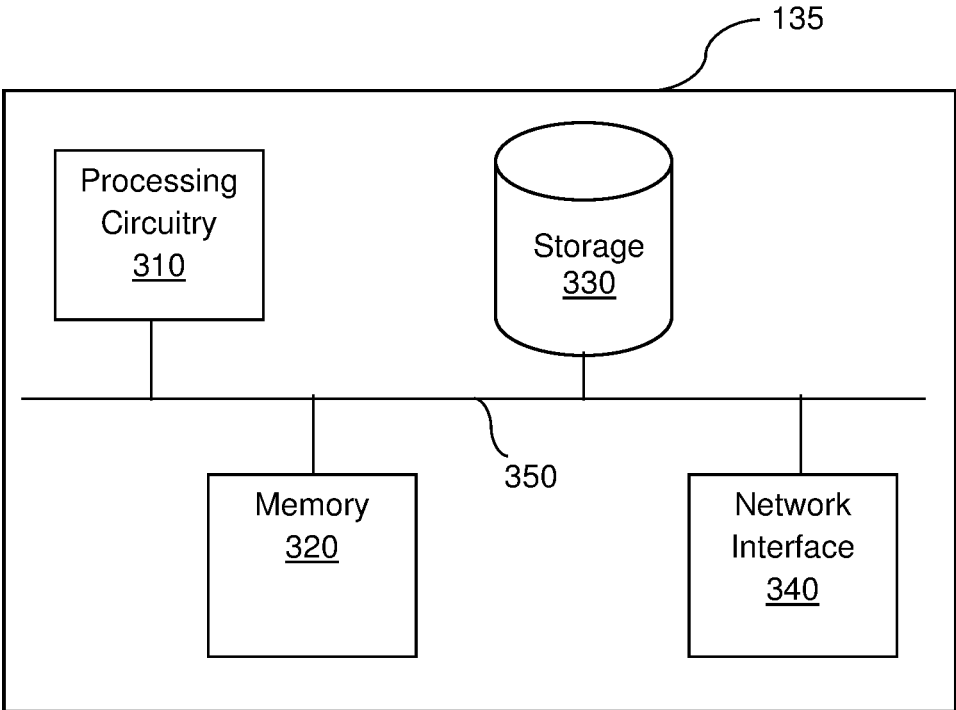 135
Processing
Circuitry
310
Storage
330
350
Memory
320
Network
Interface
340